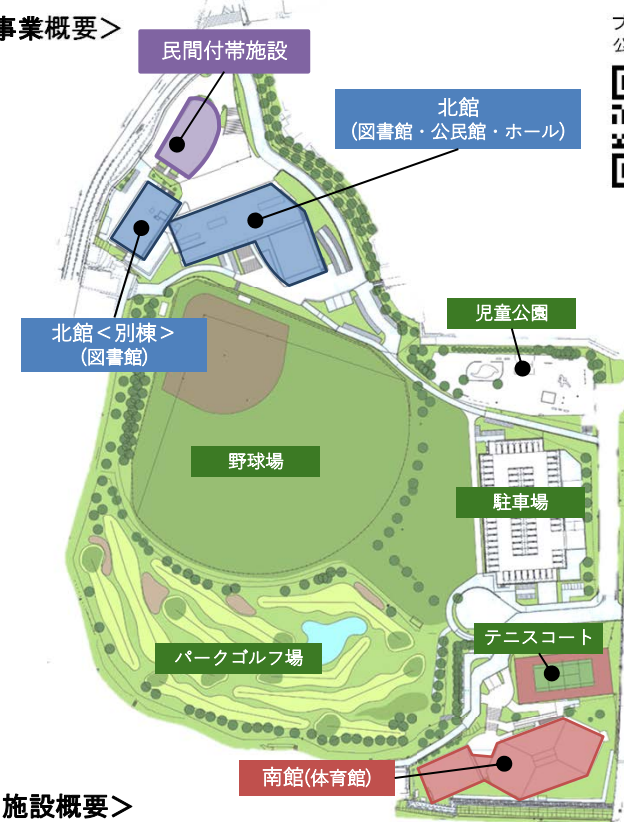 事業概要＞
民間付帯施設
北館
(図書館・公民館・ホール)
北館＜別棟＞
(図書館)
児童公園
野球場
駐車場
テニスコート
パークゴルフ場
南館(体育館)
施設概要＞